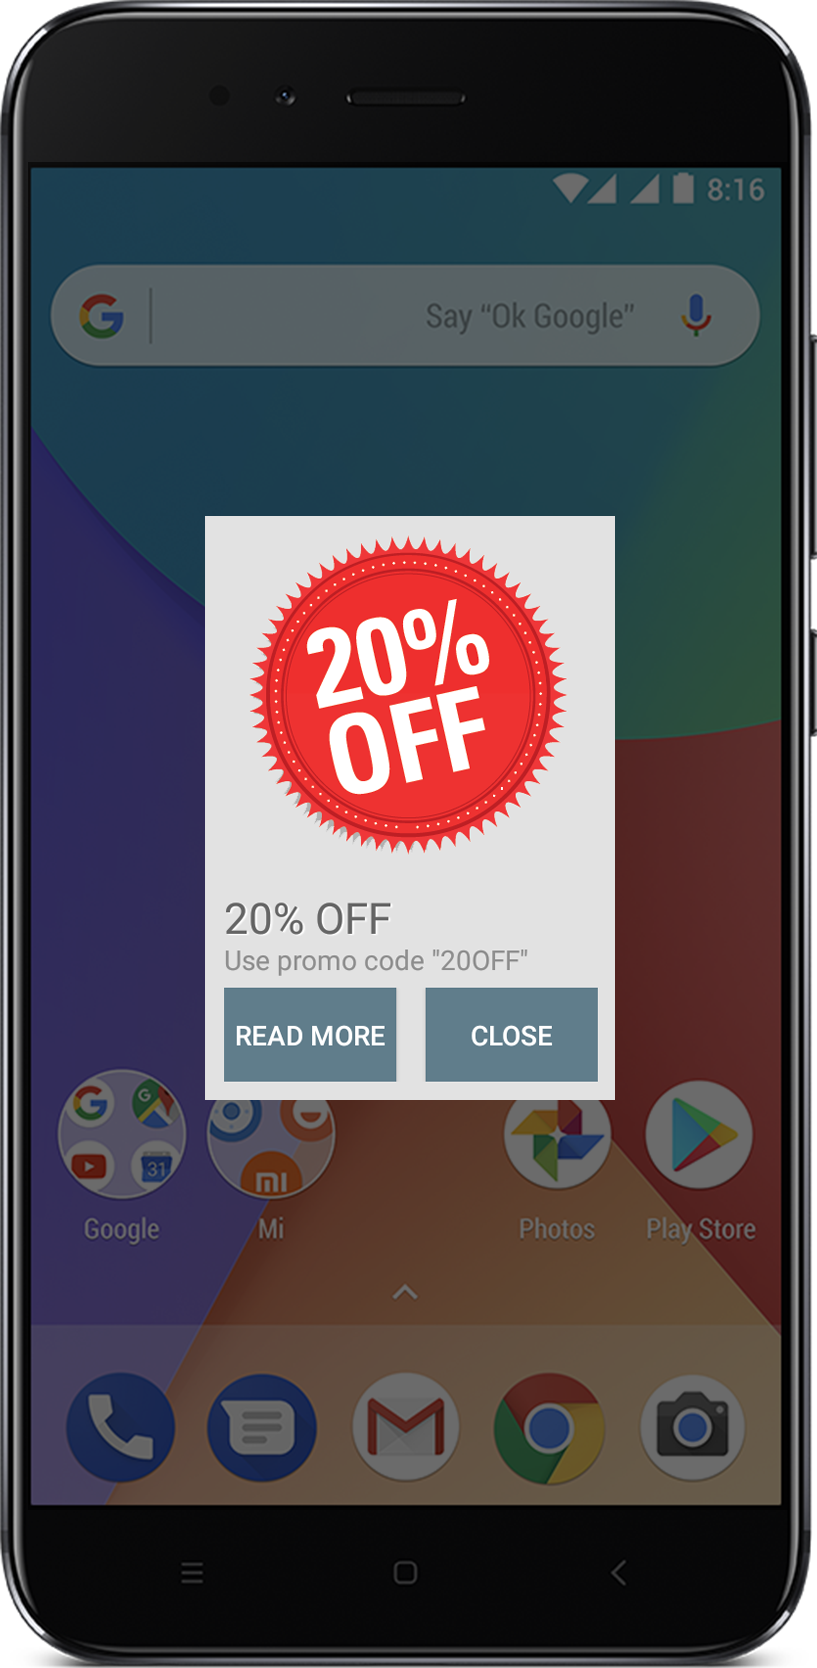 8:16
Say “Ok Google”
20%
OFF
20% OFF
Use promo code "20OFF"
READ MORE
CLOSE
31
mi
Google
Mi
Photos
Play Store